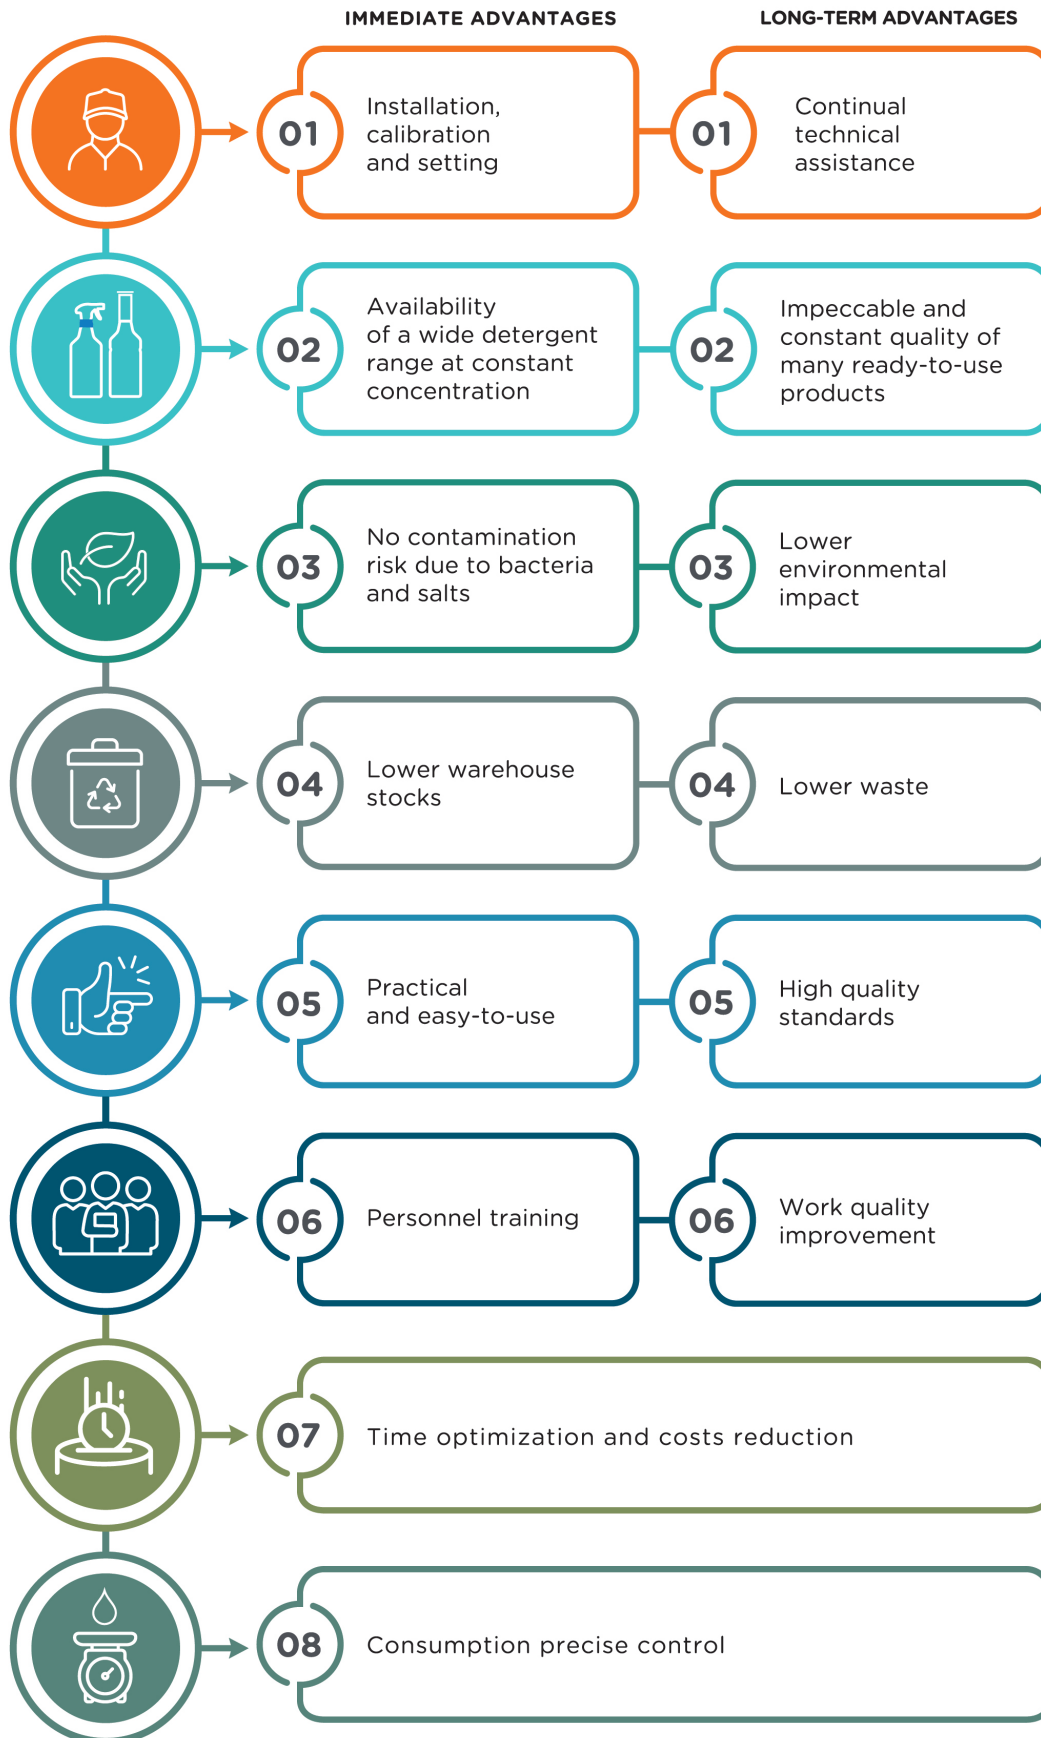 IMMEDIATE ADVANTAGES
LONG-TERM ADVANTAGES
01
Installation,
calibration
and setting
01
Continual
technical
assistance
02
Availability
of a wide detergent
range at constant
concentration
02
Impeccable and
constant quality of
many ready-to-use
products
03
No contamination
risk due to bacteria
and salts
03
Lower
environmental
impact
04
Lower warehouse
stocks
04
Lower waste
05
Practical
and easy-to-use
05
High quality
standards
06
Personnel training
06
Work quality
improvement
07
Time optimization and costs reduction
08
Consumption precise control